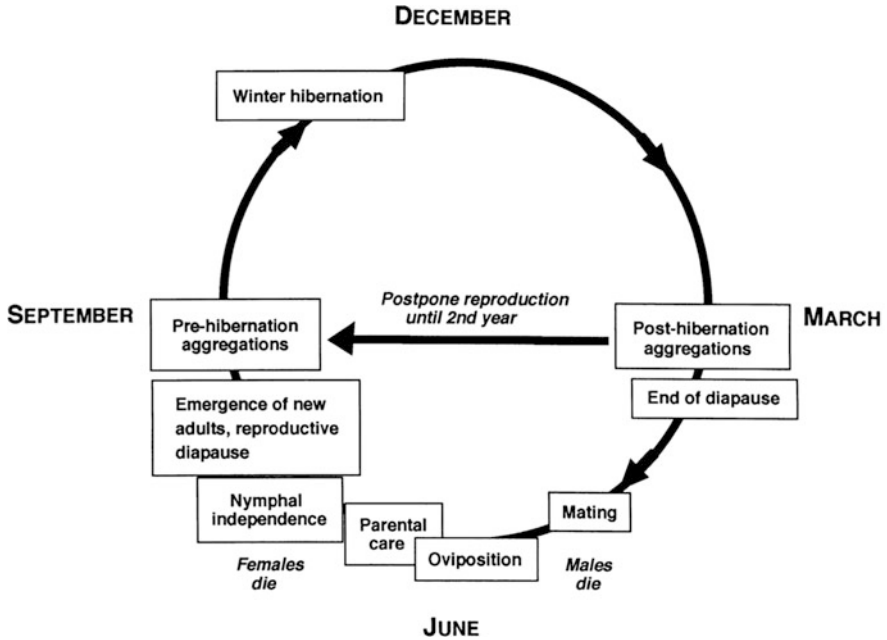 DECEMBER
Winter hibernation
SEPTEMBER
Pre-hibernation
aggregations
Postpone reproduction
until 2nd year
Post-hibernation
aggregations
MARCH
End of diapause
Emergence of new
adults, reproductive
diapause
Nymphal
independence
Parental
care
Oviposition
Mating
Females
die
Males
die
JUNE